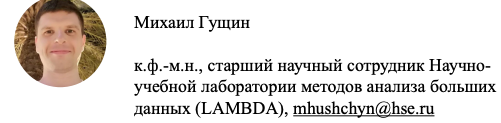 Михаил Гущин
к.ф.-м.н., старший научный сотрудник Научно-
учебной лаборатории методов анализа больших
данных (LAMBDA), mhushchyn@hse.ru